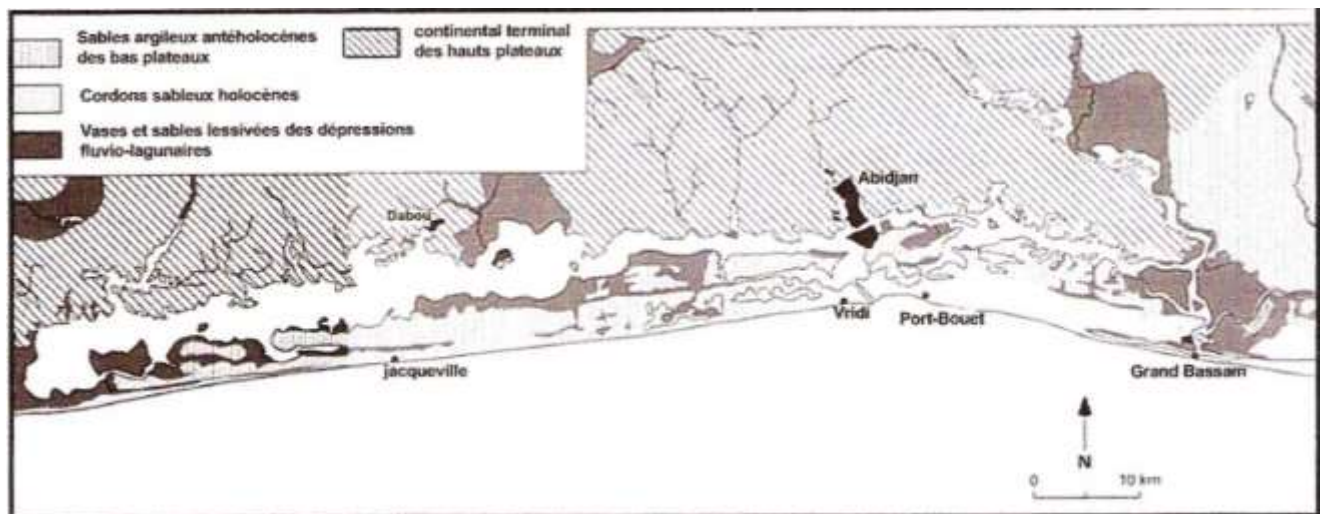 Sables argileux antéholocènes
des bas plateaux
continental terminal
des hauts plateaux
Cordons sableux holocènes
Vases et sables lessivées des dépressions
fluvio-lagunaires
Abidjan
Dabou
Vridi
Port-Bouet
jacqueville
Grand Bassam
N
0 10 km